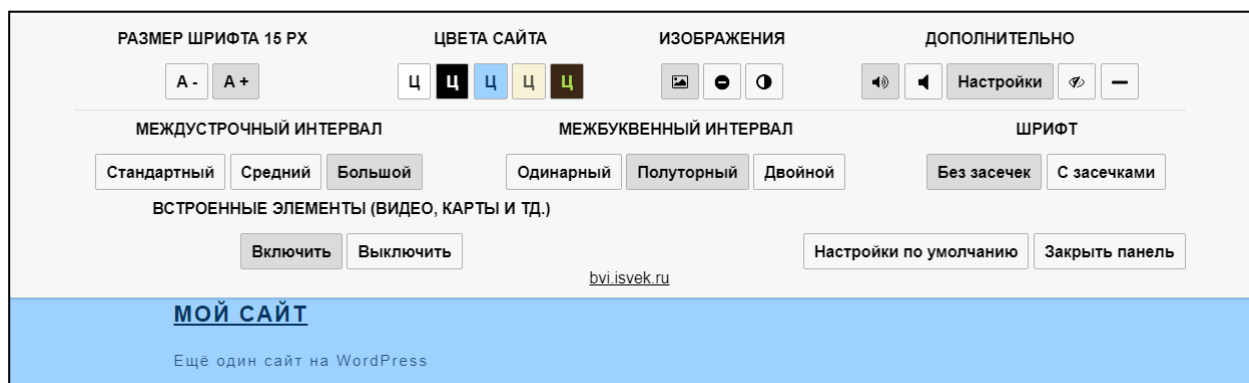 РАЗМЕР ШРИФТА 15 PX ЦВЕТА САЙТА ИЗОБРАЖЕНИЯ ДОПОЛНИТЕЛЬНО
А - А + Ц Ц Ц Ц Ц Настройки
МЕЖДУСТРОЧНЫЙ ИНТЕРВАЛ МЕЖБУКВЕННЫЙ ИНТЕРВАЛ ШРИФТ
Стандартный Средний Большой Одинарный Полуторный Двойной Без засечек С засечками
ВСТРОЕННЫЕ ЭЛЕМЕНТЫ (ВИДЕО, КАРТЫ И ТД.)
Включить Выключить Настройки по умолчанию Закрыть панель
bvi.isvek.ru
МОЙ САЙТ
Ещё один сайт на WordPress